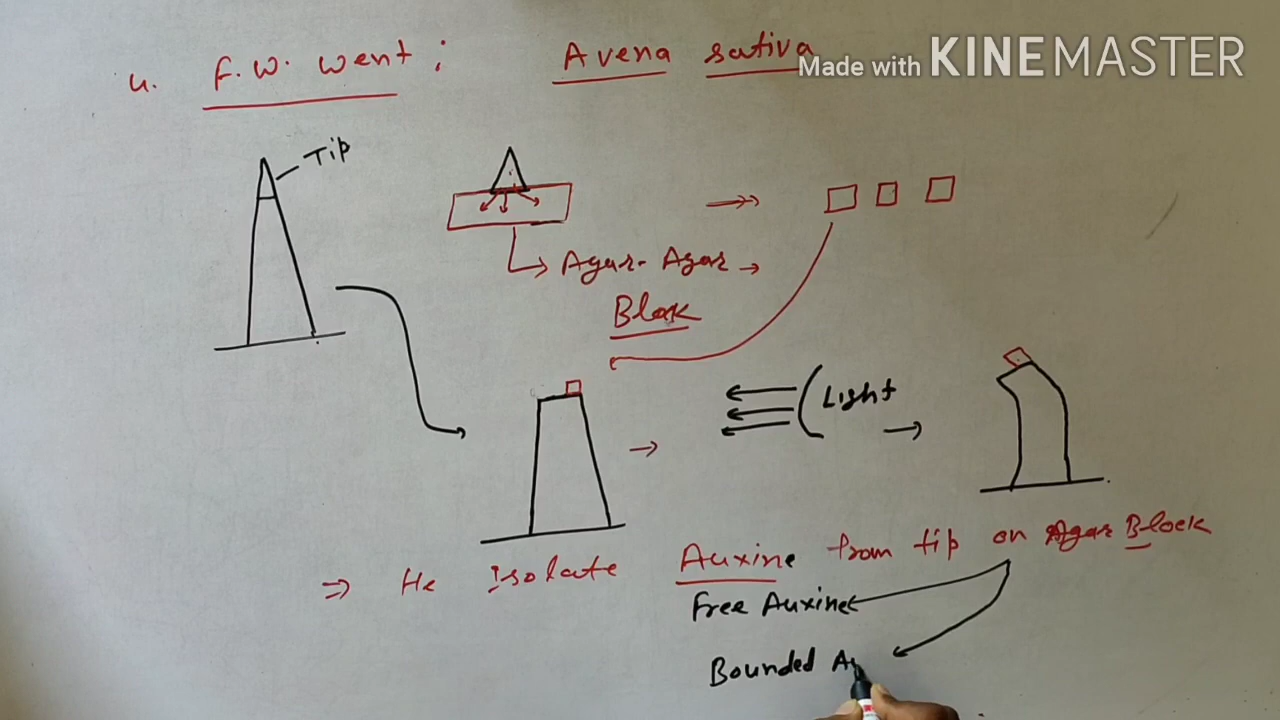 4. F.W. went ; Avena sativa
Made with KINEMASTER
Tip
Agar-Agar
Block
Light
⇒ He Isolate Auxine from tip on Agar Block
Free Auxine
Bounded Au